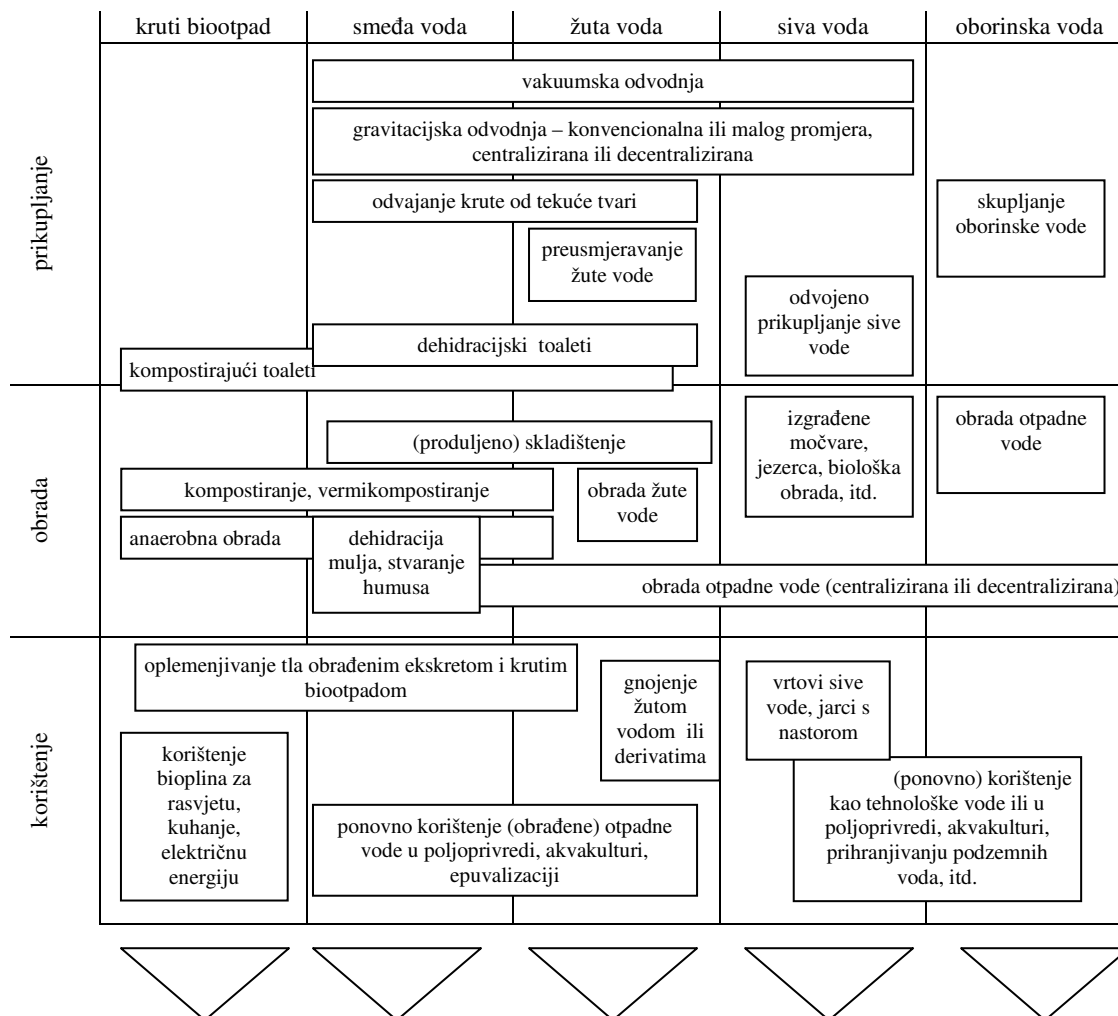 kruti biootpad
smeđa voda
žuta voda
siva voda
oborinska voda
prikupljanje
vakuumska odvodnja
gravitacijska odvodnja – konvencionalna ili malog promjera,
centralizirana ili decentralizirana
odvajanje krute od tekuće tvari
skupljanje
oborinske vode
preusmjeravanje
žute vode
odvojeno
prikupljanje sive
vode
dehidracijski toaleti
kompostirajući toaleti
obrada
izgrađene
močvare,
jezerca, biološka
obrada, itd.
obrada otpadne
vode
(produljeno) skladištenje
kompostiranje, vermikompostiranje
obrada žute
vode
anaerobna obrada
dehidracija
mulja, stvaranje
humusa
obrada otpadne vode (centralizirana ili decentralizirana)
korištenje
oplemenjivanje tla obrađenim ekskretom i krutim
biootpadom
gnojenje
žutom
vodom ili
derivatima
vrtovi sive
vode, jarci s
nastorom
korištenje
bioplina za
rasvjetu,
kuhanje,
električnu
energiju
(ponovno) korištenje
kao tehnološke vode ili u
poljoprivredi, akvakulturi,
prihranjivanju podzemnih
voda, itd.
ponovno korištenje (obrađene) otpadne
vode u poljoprivredi, akvakulturi,
epuvalizaciji